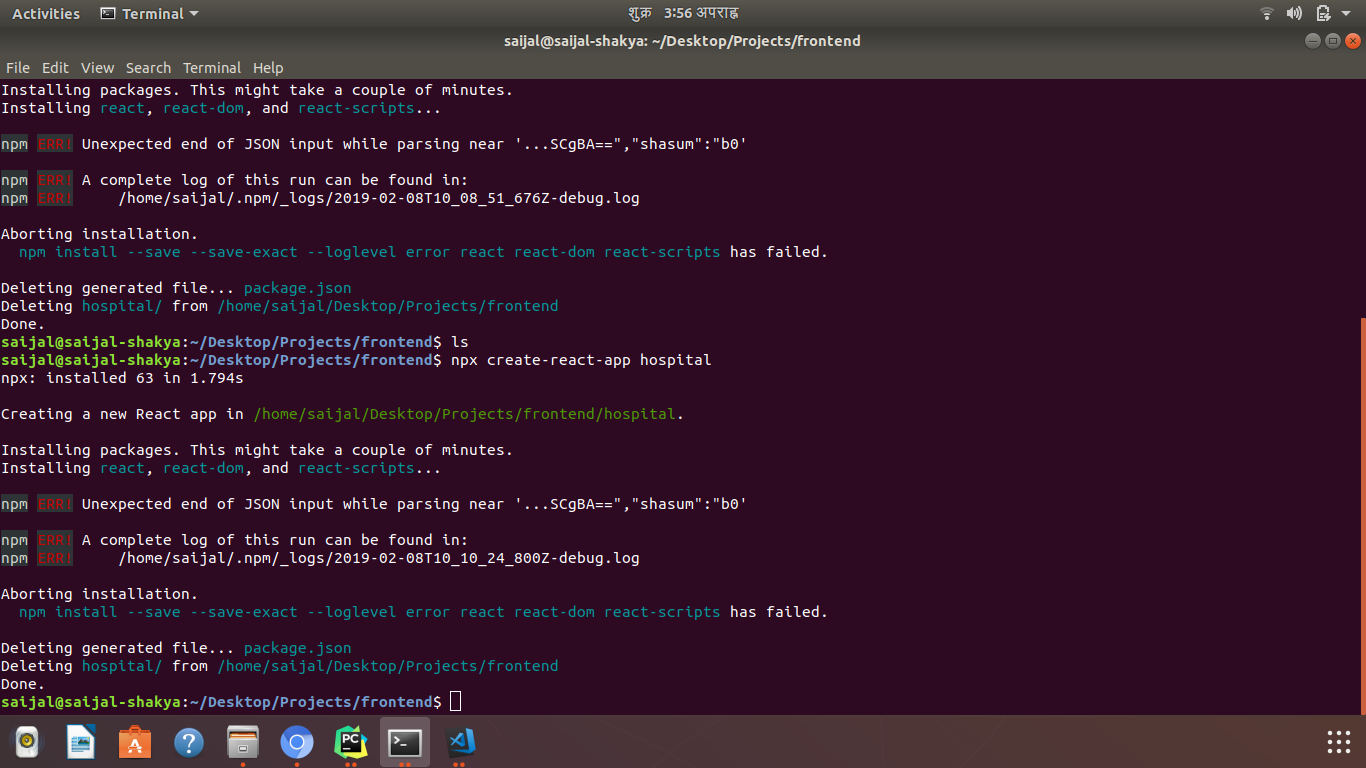 Activities Terminal शुक्र 3:56 अपराह्न
saijal@saijal-shakya: ~/Desktop/Projects/frontend
File Edit View Search Terminal Help
Installing packages. This might take a couple of minutes.
Installing react, react-dom, and react-scripts...
npm ERR! Unexpected end of JSON input while parsing near '...SCgBA==","shasum":"b0'
npm ERR! A complete log of this run can be found in:
npm ERR!     /home/saijal/.npm/_logs/2019-02-08T10_08_51_676Z-debug.log
Aborting installation.
  npm install --save --save-exact --loglevel error react react-dom react-scripts has failed.
Deleting generated file... package.json
Deleting hospital/ from /home/saijal/Desktop/Projects/frontend
Done.
saijal@saijal-shakya:~/Desktop/Projects/frontend$ ls
saijal@saijal-shakya:~/Desktop/Projects/frontend$ npx create-react-app hospital
npx: installed 63 in 1.794s
Creating a new React app in /home/saijal/Desktop/Projects/frontend/hospital.
Installing packages. This might take a couple of minutes.
Installing react, react-dom, and react-scripts...
npm ERR! Unexpected end of JSON input while parsing near '...SCgBA==","shasum":"b0'
npm ERR! A complete log of this run can be found in:
npm ERR!     /home/saijal/.npm/_logs/2019-02-08T10_10_24_800Z-debug.log
Aborting installation.
  npm install --save --save-exact --loglevel error react react-dom react-scripts has failed.
Deleting generated file... package.json
Deleting hospital/ from /home/saijal/Desktop/Projects/frontend
Done.
saijal@saijal-shakya:~/Desktop/Projects/frontend$
PC